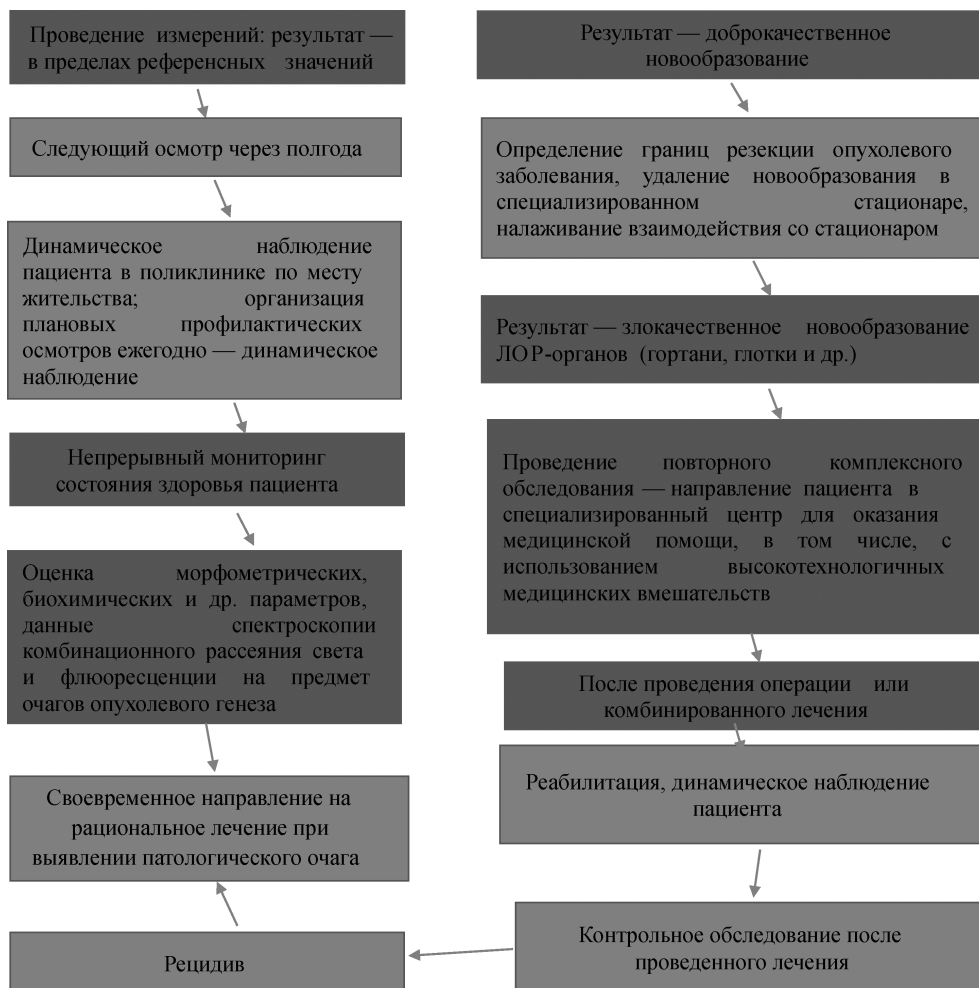 Проведение измерений: результат —
в пределах референсных значений
Следующий осмотр через полгода
Динамическое наблюдение
пациента в поликлинике по месту
жительства; организация
плановых профилактических
осмотров ежегодно — динамическое
наблюдение
Непрерывный мониторинг
состояния здоровья пациента
Оценка морфометрических,
биохимических и др. параметров,
данные спектроскопии
комбинационного рассеяния света
и флюоресценции на предмет
очагов опухолевого генеза
Своевременное направление на
рациональное лечение при
выявлении патологического очага
Рецидив
Результат — доброкачественное
новообразование
Определение границ резекции опухолевого
заболевания, удаление новообразования в
специализированном стационаре,
налаживание взаимодействия со стационаром
Результат — злокачественное новообразование
ЛОР-органов (гортани, глотки и др.)
Проведение повторного комплексного
обследования — направление пациента в
специализированный центр для оказания
медицинской помощи, в том числе, с
использованием высокотехнологичных
медицинских вмешательств
После проведения операции или
комбинированного лечения
Реабилитация, динамическое наблюдение
пациента
Контрольное обследование после
проведенного лечения